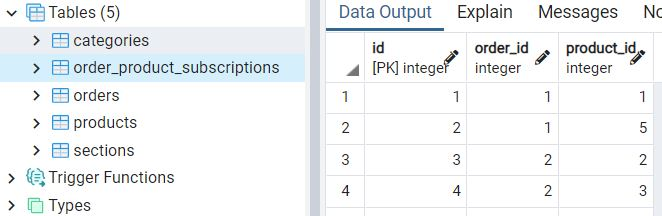 Tables (5)
categories
order_product_subscriptions
orders
products
sections
Trigger Functions
Types
Data Output Explain Messages No
id order_id product_id
[PK] integer integer integer
1 1 1 1
2 2 1 5
3 3 2 2
4 4 2 3